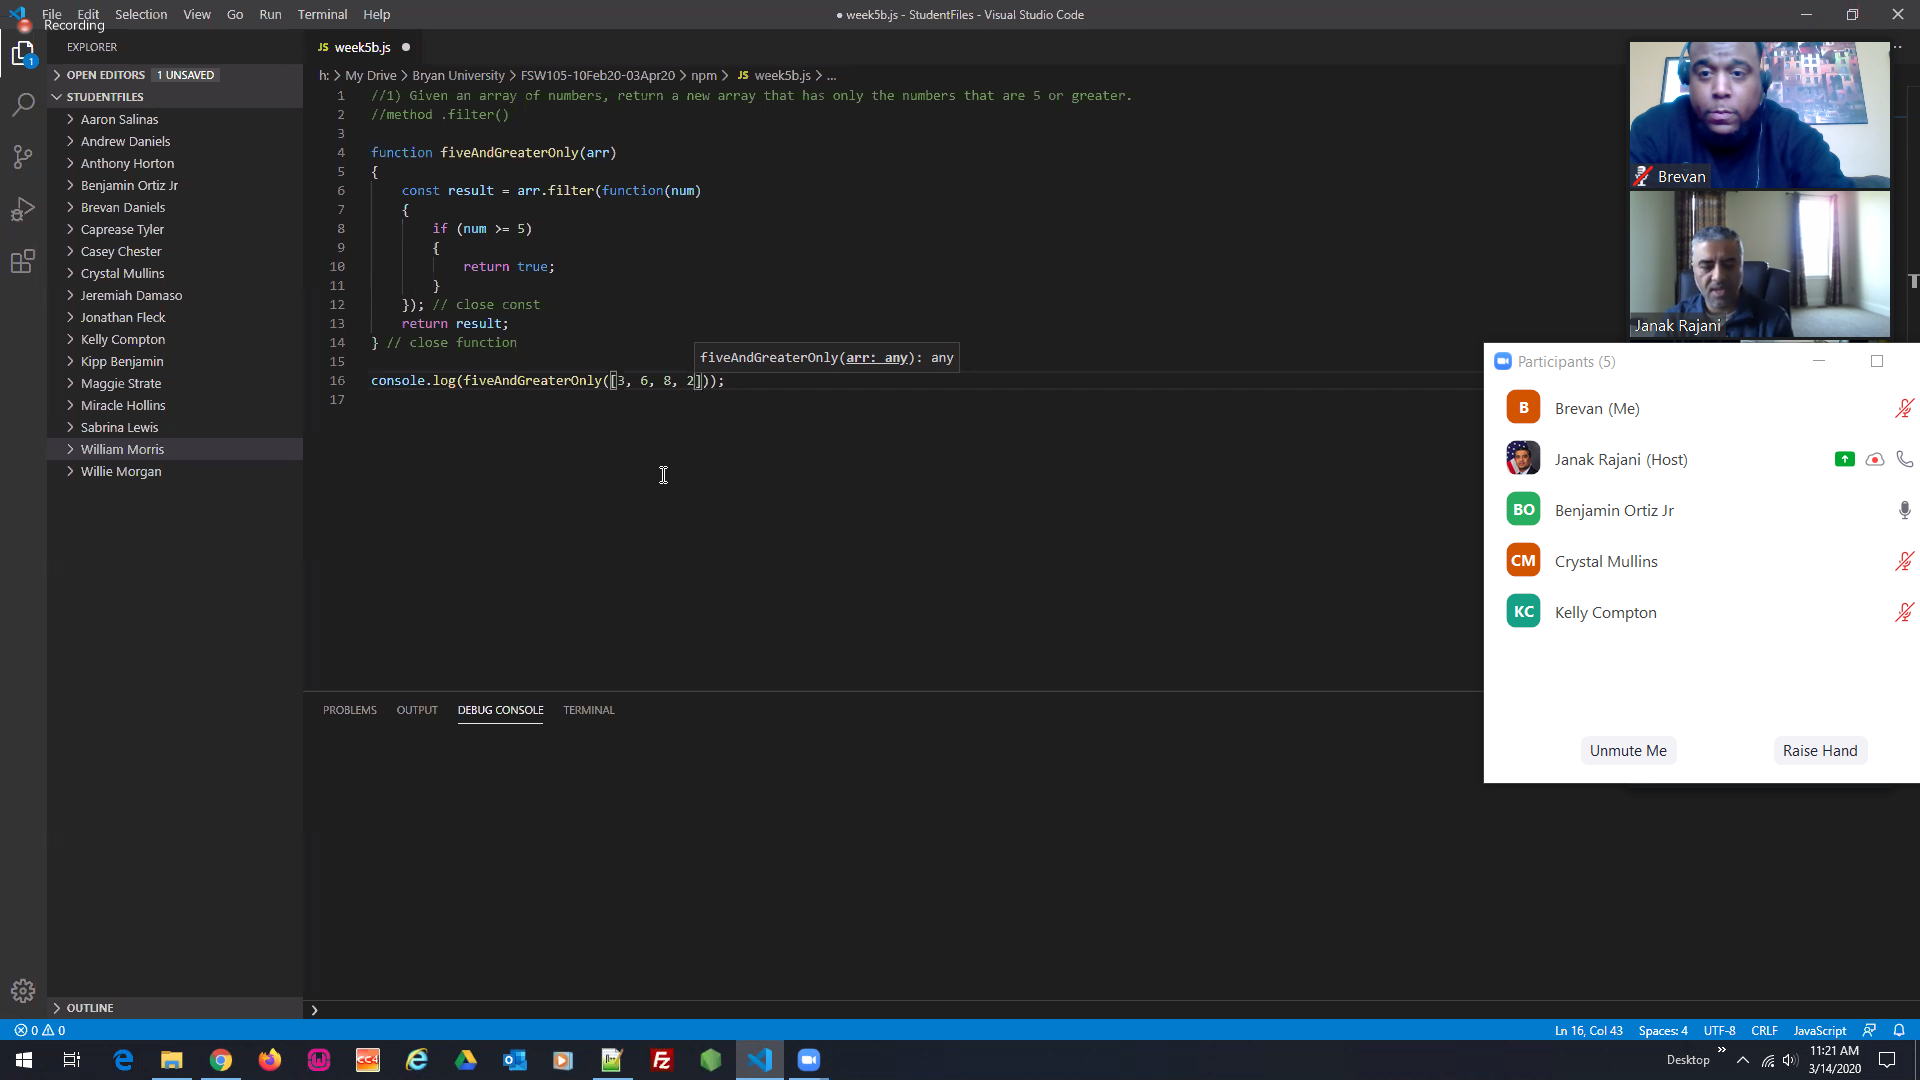 File Edit Selection View Go Run Terminal Help
● week5b.js - StudentFiles - Visual Studio Code
Recording
EXPLORER
OPEN EDITORS 1 UNSAVED
STUDENTFILES
Aaron Salinas
Andrew Daniels
Anthony Horton
Benjamin Ortiz Jr
Brevan Daniels
Caprease Tyler
Casey Chester
Crystal Mullins
Jeremiah Damaso
Jonathan Fleck
Kelly Compton
Kipp Benjamin
Maggie Strate
Miracle Hollins
Sabrina Lewis
William Morris
Willie Morgan
OUTLINE
JS week5b.js ●
h: > My Drive > Bryan University > FSW105-10Feb20-03Apr20 > npm > JS week5b.js > ...
1 //1) Given an array of numbers, return a new array that has only the numbers that are 5 or greater.
2 //method .filter()
3
4 function fiveAndGreaterOnly(arr)
5 {
6 const result = arr.filter(function(num)
7 {
8 if (num >= 5)
9 {
10 return true;
11 }
12 }); // close const
13 return result;
14 } // close function
15
fiveAndGreaterOnly(arr: any): any
16 console.log(fiveAndGreaterOnly([3, 6, 8, 2]));
17
PROBLEMS OUTPUT DEBUG CONSOLE TERMINAL
Brevan
Janak Rajani
Participants (5)
B Brevan (Me)
Janak Rajani (Host)
BO Benjamin Ortiz Jr
CM Crystal Mullins
KC Kelly Compton
Unmute Me Raise Hand
0 0
Ln 16, Col 43 Spaces: 4 UTF-8 CRLF JavaScript
CC4
Fz
Desktop
11:21 AM
3/14/2020